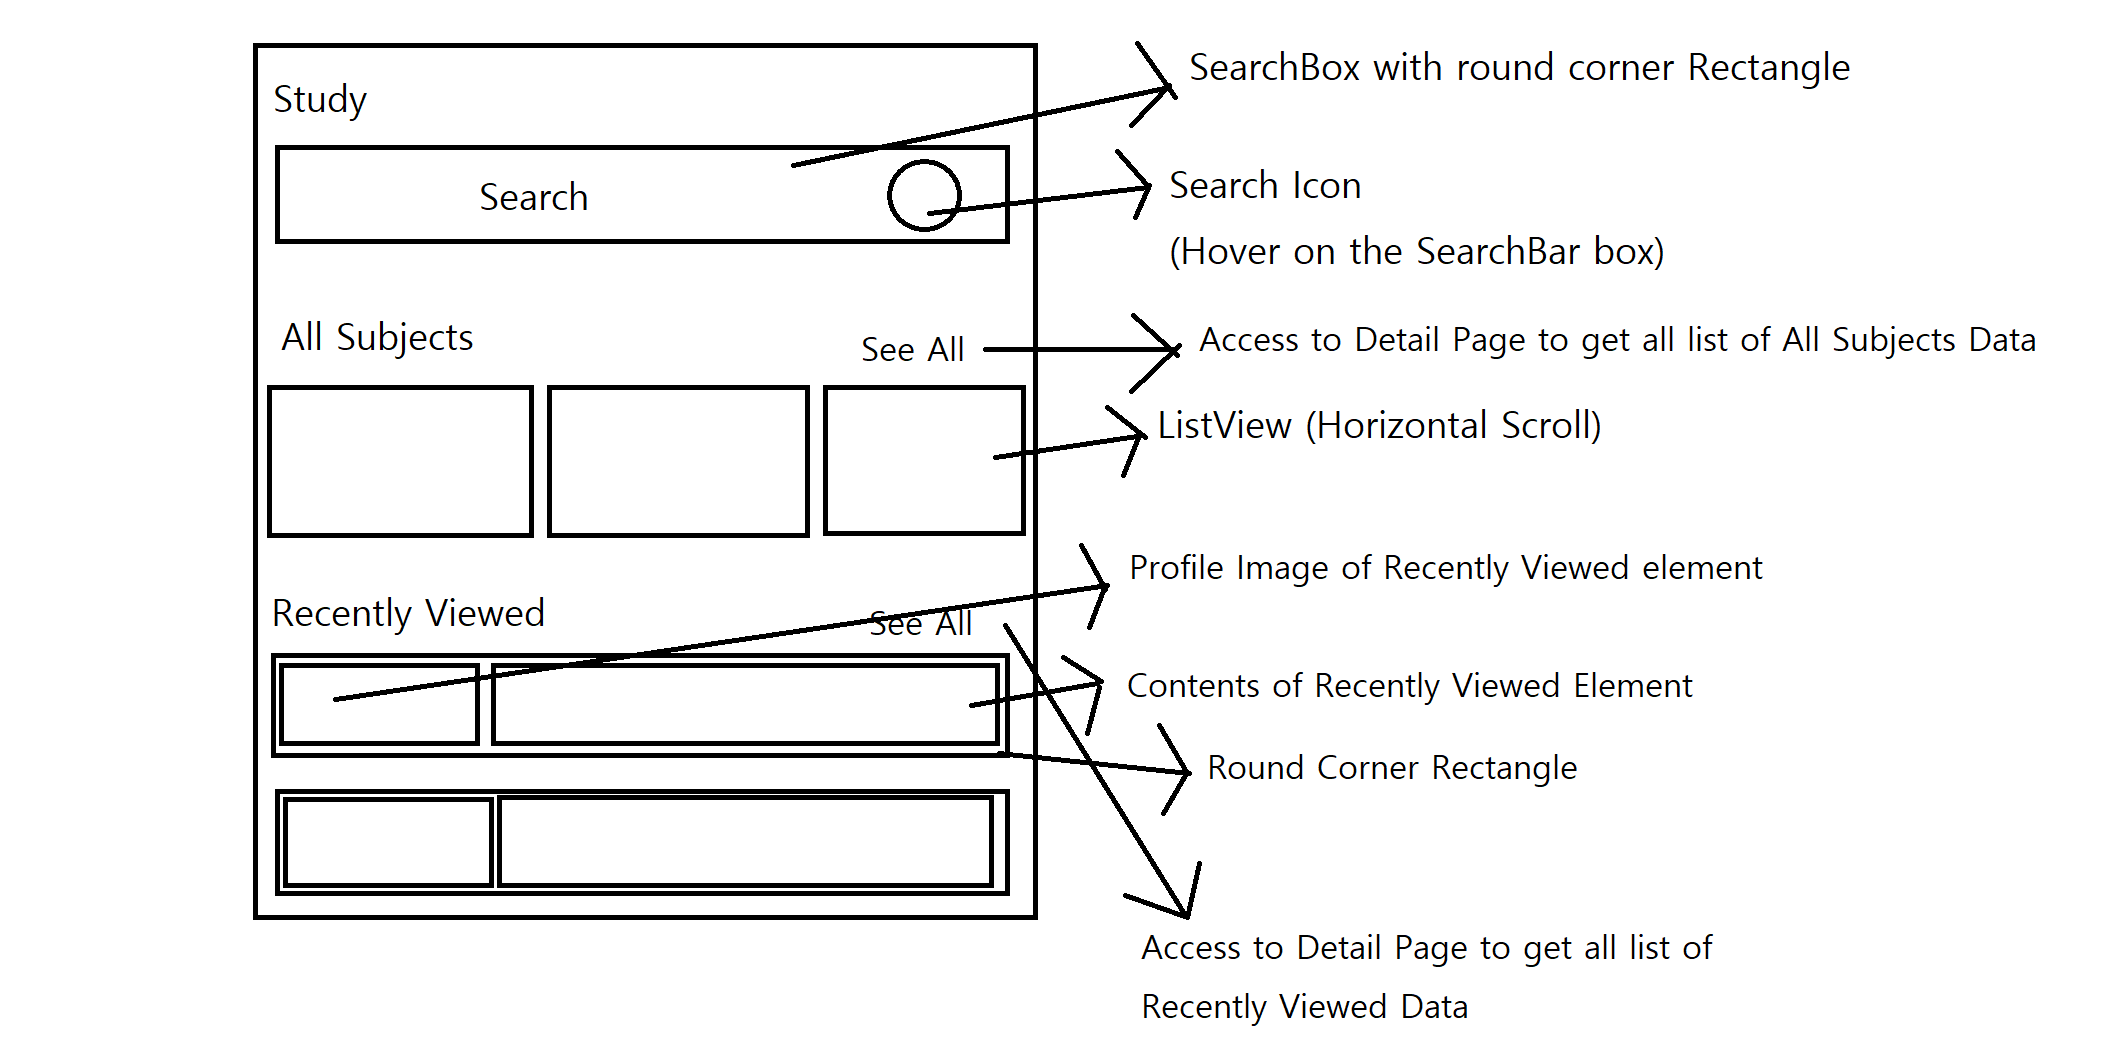 Study
SearchBox with round corner Rectangle
Search
Search Icon
(Hover on the SearchBar box)
All Subjects
See All
Access to Detail Page to get all list of All Subjects Data
ListView (Horizontal Scroll)
Profile Image of Recently Viewed element
Recently Viewed
See All
Contents of Recently Viewed Element
Round Corner Rectangle
Access to Detail Page to get all list of
Recently Viewed Data